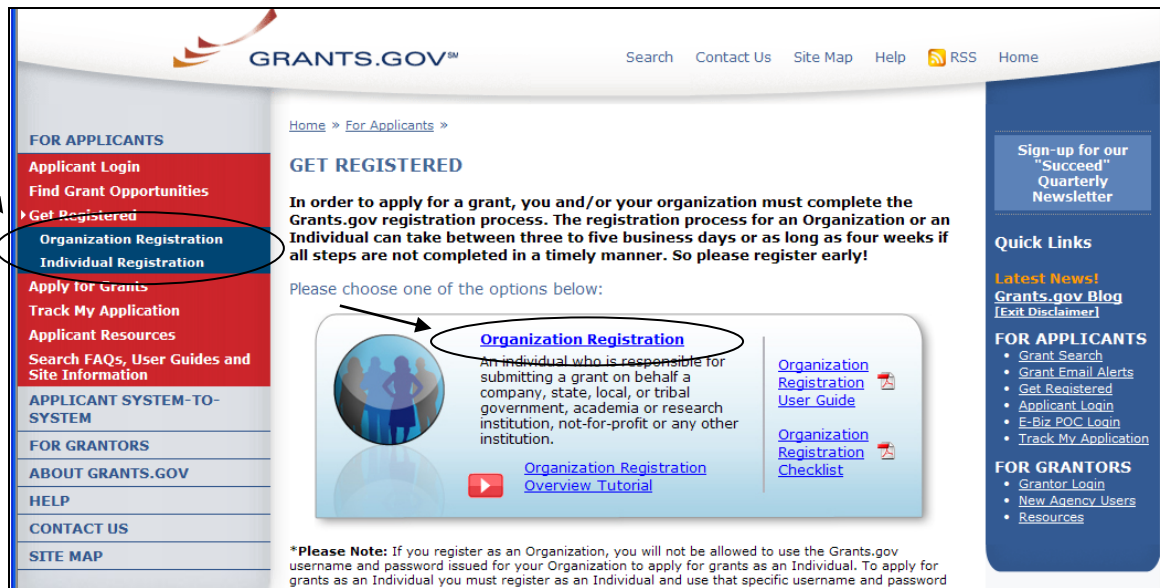 GRANTS.GOV℠
Search Contact Us Site Map Help RSS Home
FOR APPLICANTS
Applicant Login
Find Grant Opportunities
Get Registered
Organization Registration
Individual Registration
Apply for Grants
Track My Application
Applicant Resources
Search FAQs, User Guides and
Site Information
APPLICANT SYSTEM-TO-
SYSTEM
FOR GRANTORS
ABOUT GRANTS.GOV
HELP
CONTACT US
SITE MAP
Home » For Applicants »
GET REGISTERED
In order to apply for a grant, you and/or your organization must complete the
Grants.gov registration process. The registration process for an Organization or an
Individual can take between three to five business days or as long as four weeks if
all steps are not completed in a timely manner. So please register early!
Please choose one of the options below:
Organization Registration
An individual who is responsible for
submitting a grant on behalf a
company, state, local, or tribal
government, academia or research
institution, not-for-profit or any other
institution.
Organization Registration
Overview Tutorial
Organization
Registration
User Guide
Organization
Registration
Checklist
*Please Note: If you register as an Organization, you will not be allowed to use the Grants.gov
username and password issued for your Organization to apply for grants as an Individual. To apply for
grants as an Individual you must register as an Individual and use that specific username and password
Sign-up for our
"Succeed"
Quarterly
Newsletter
Quick Links
Latest News!
Grants.gov Blog
[Exit Disclaimer]
FOR APPLICANTS
• Grant Search
• Grant Email Alerts
• Get Registered
• Applicant Login
• E-Biz POC Login
• Track My Application
FOR GRANTORS
• Grantor Login
• New Agency Users
• Resources